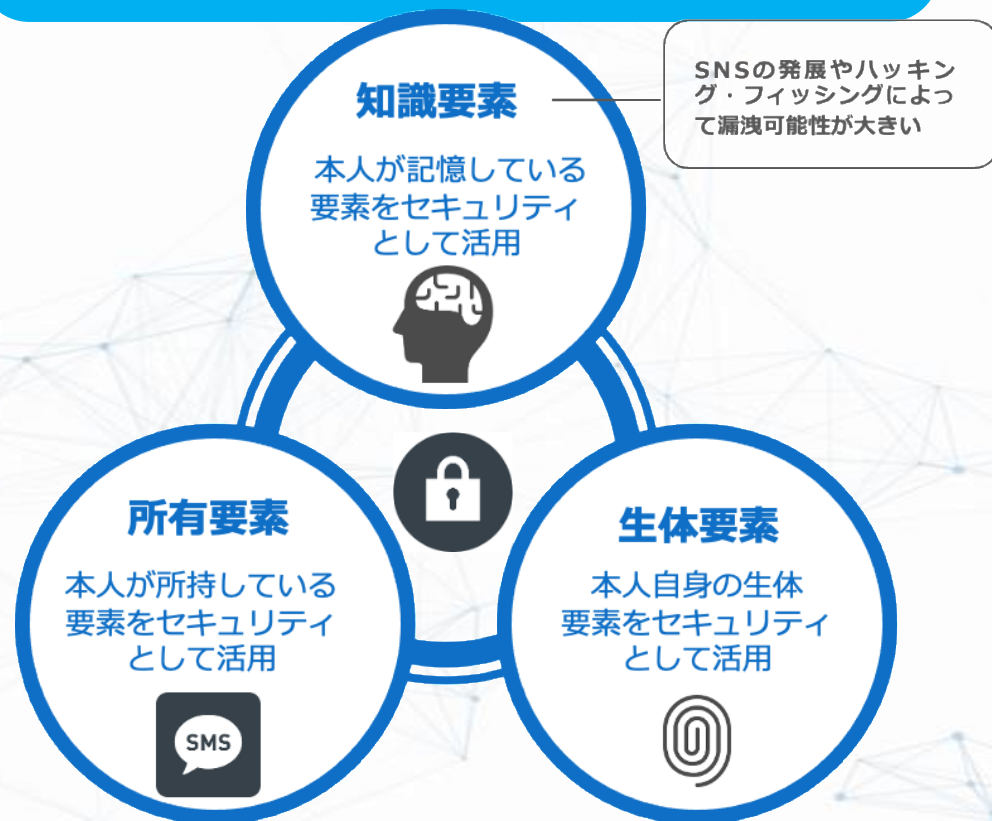 知識要素
本人が記憶している
要素をセキュリティ
として活用
SNSの発展やハッキン
グ・フィッシングによっ
て漏洩可能性が大きい
所有要素
本人が所持している
要素をセキュリティ
として活用
SMS
生体要素
本人自身の生体
要素をセキュリティ
として活用